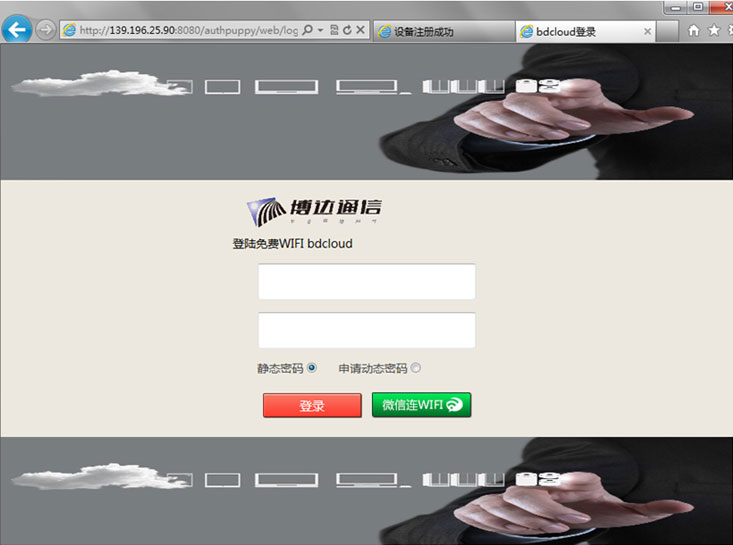 http://139.196.25.90:8080/authpuppy/web/log
设备注册成功
bdcloud登录
博达通信
登陆免费WIFI bdcloud
静态密码 申请动态密码
登录 微信连WIFI